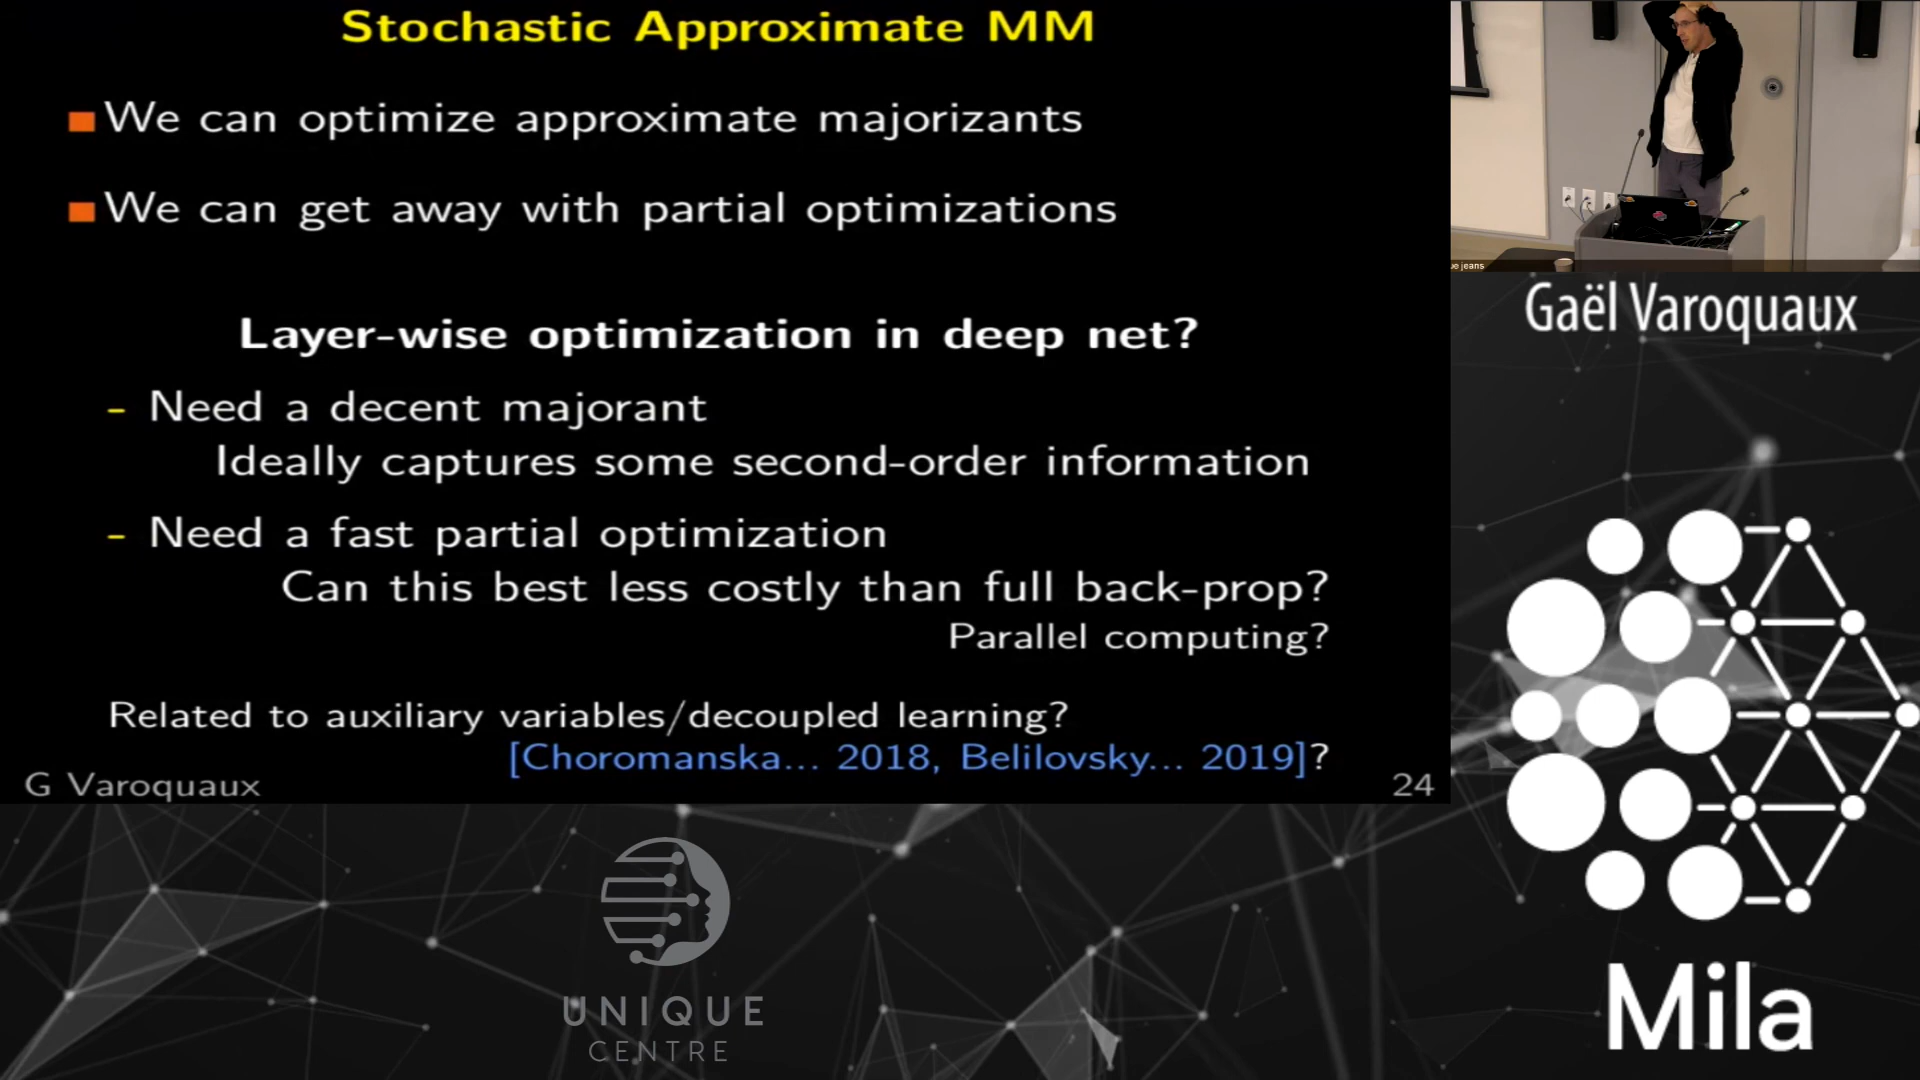 Stochastic Approximate MM
We can optimize approximate majorizants
We can get away with partial optimizations
Layer-wise optimization in deep net?
- Need a decent majorant
Ideally captures some second-order information
- Need a fast partial optimization
Can this best less costly than full back-prop?
Parallel computing?
Related to auxiliary variables/decoupled learning?
[Choromanska... 2018, Belilovsky... 2019]?
G Varoquaux
24
jeans
Gaël Varoquaux
Mila
UNIQUE
CENTRE